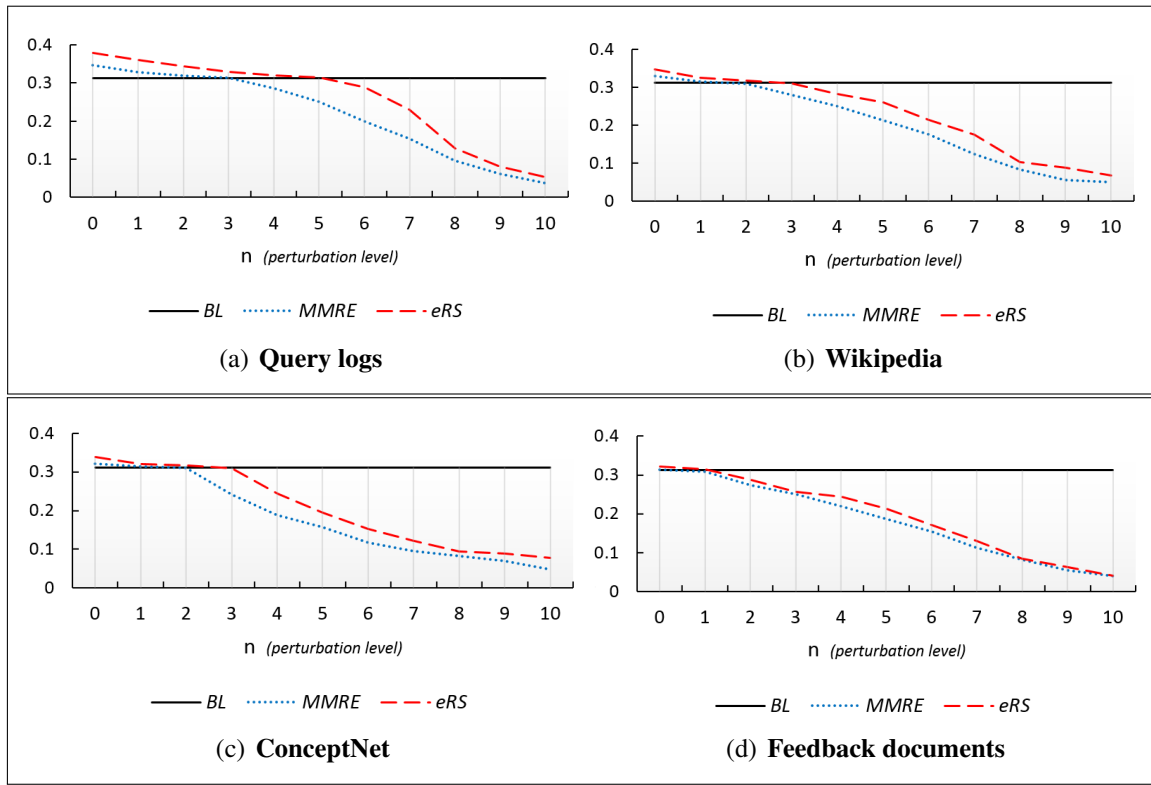 0.4
0.3
0.2
0.1
0
0 1 2 3 4 5 6 7 8 9 10
n (perturbation level)
BL MMRE eRS
(a) Query logs
0.4
0.3
0.2
0.1
0
0 1 2 3 4 5 6 7 8 9 10
n (perturbation level)
BL MMRE eRS
(b) Wikipedia
0.4
0.3
0.2
0.1
0
0 1 2 3 4 5 6 7 8 9 10
n (perturbation level)
BL MMRE eRS
(c) ConceptNet
0.4
0.3
0.2
0.1
0
0 1 2 3 4 5 6 7 8 9 10
n (perturbation level)
BL MMRE eRS
(d) Feedback documents